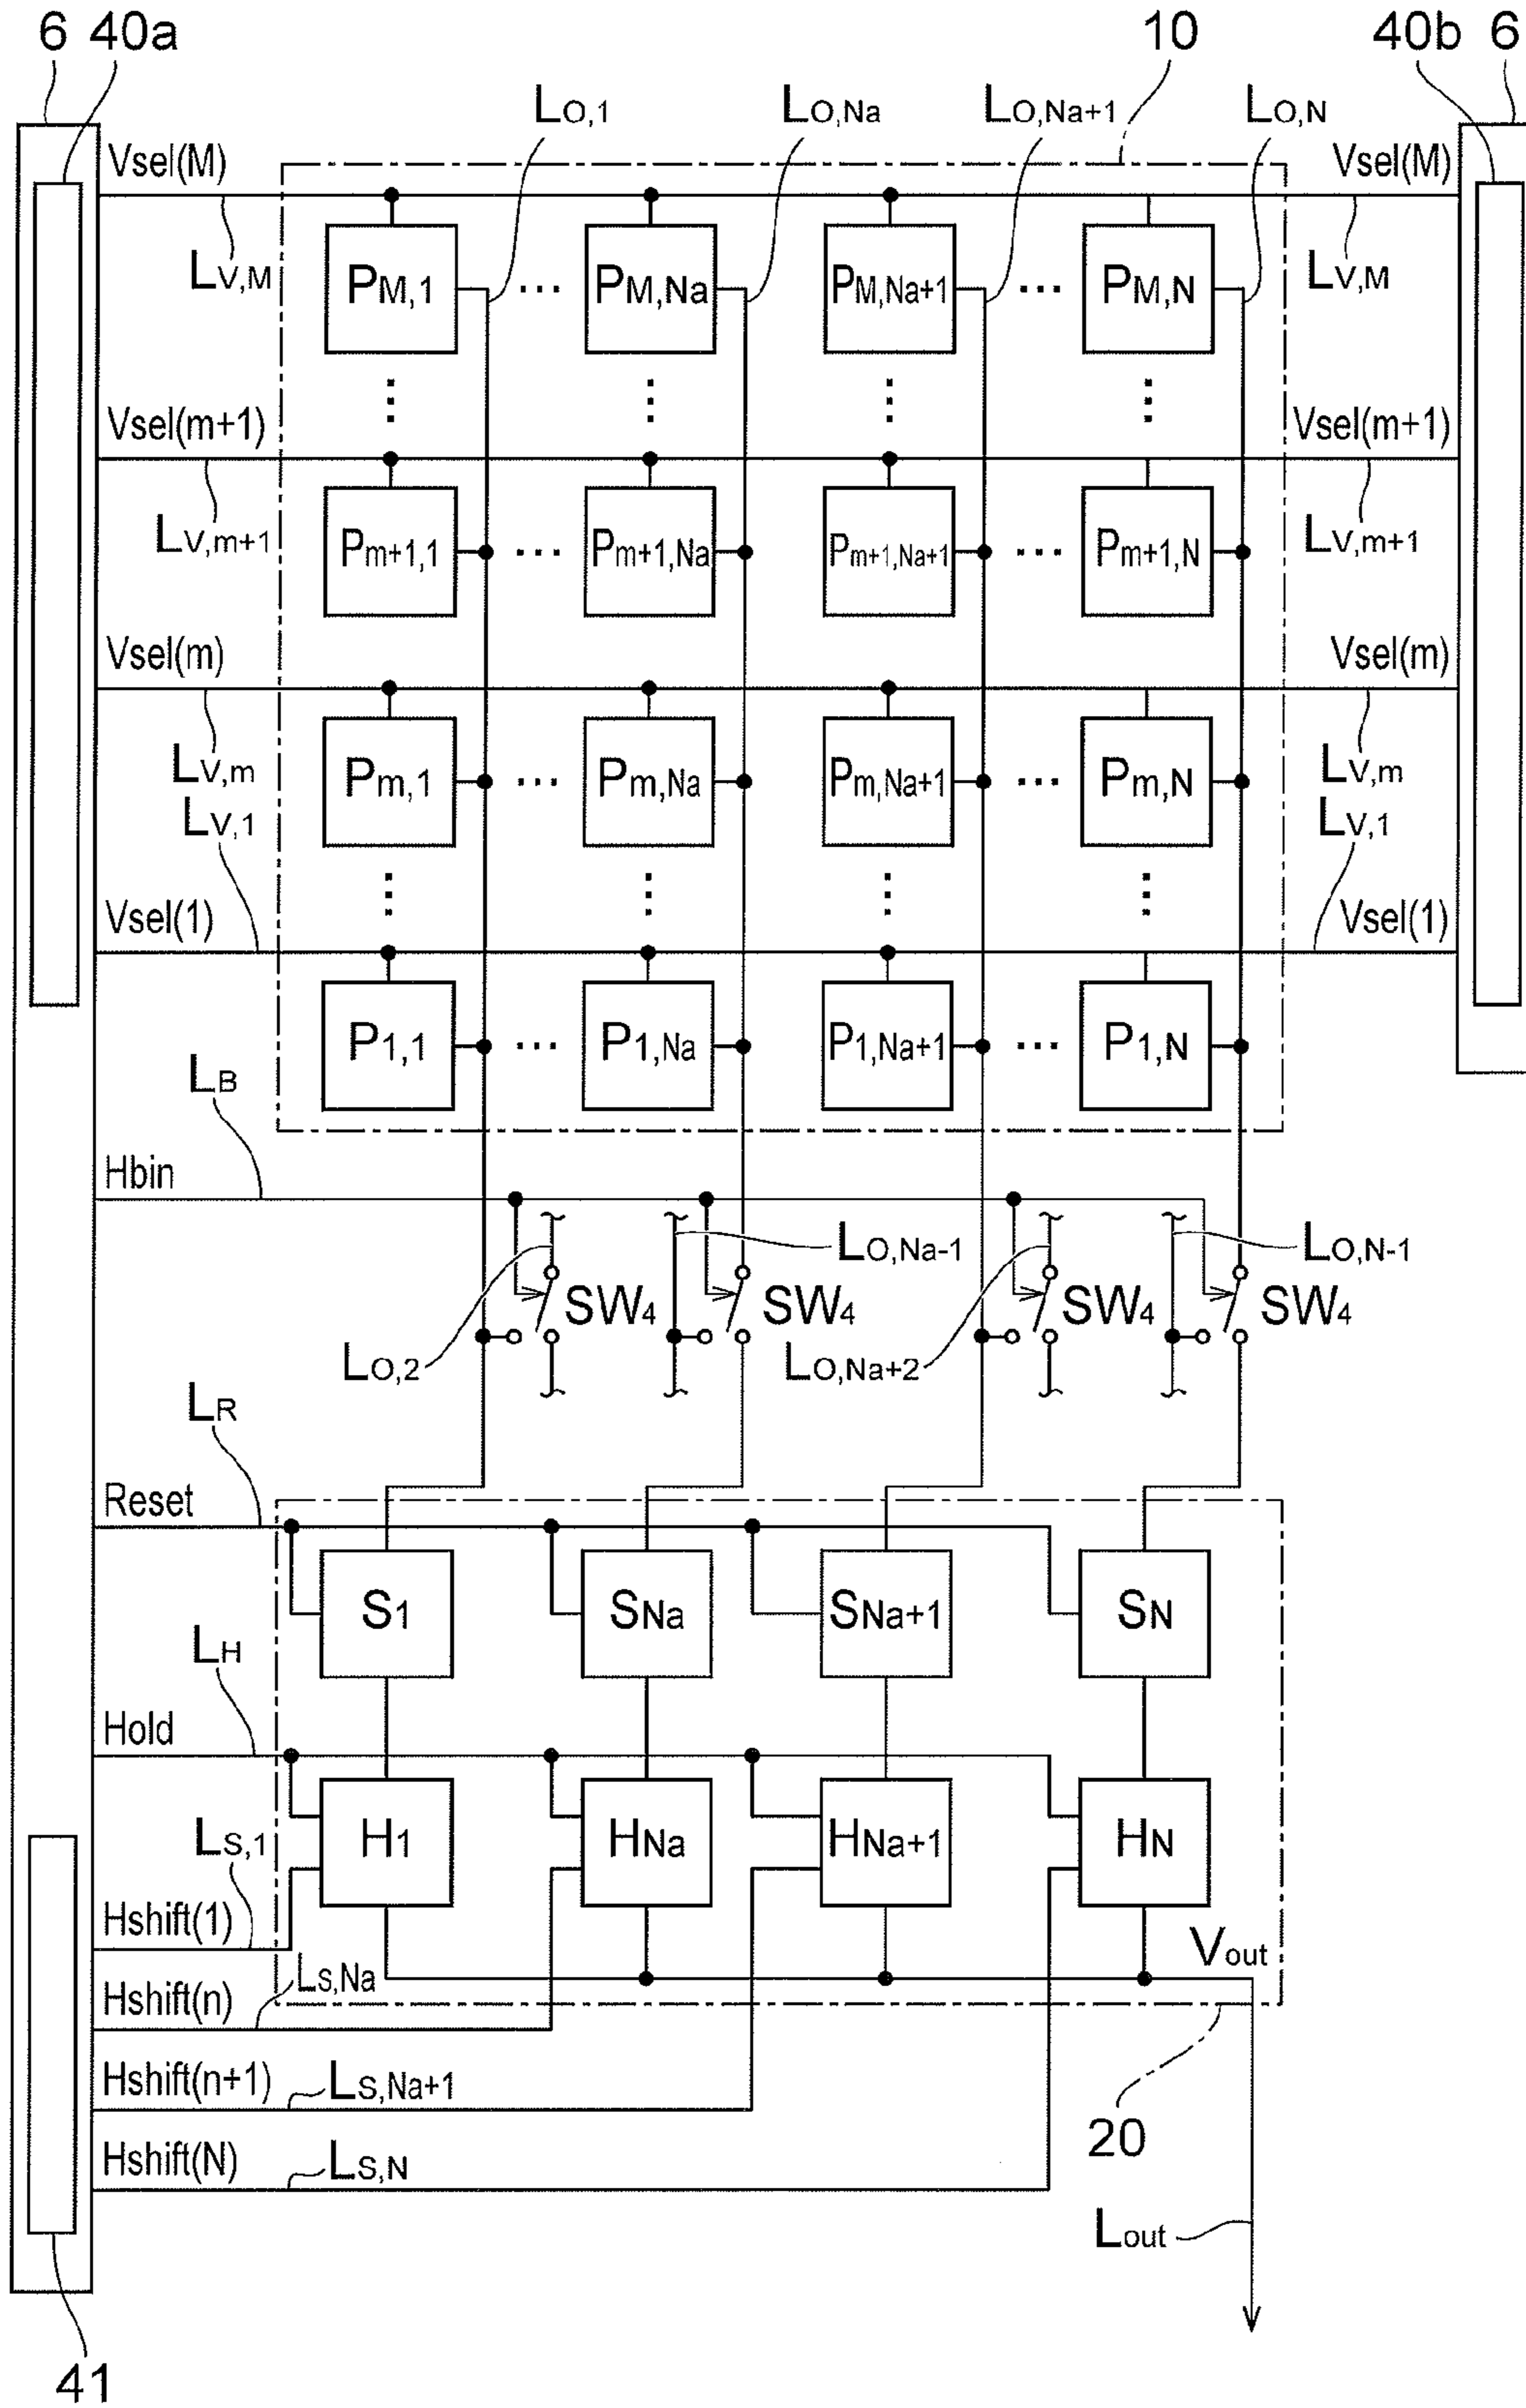 6 40a 10 40b 6
LO,1 LO,Na LO,Na+1 LO,N
Vsel(M) Vsel(M)
LV,M PM,1 ... PM,Na PM,Na+1 ... PM,N LV,M
Vsel(m+1) Vsel(m+1)
LV,m+1 Pm+1,1 ... Pm+1,Na Pm+1,Na+1 ... Pm+1,N LV,m+1
Vsel(m) Vsel(m)
LV,m Pm,1 ... Pm,Na Pm,Na+1 ... Pm,N LV,m
LV,1 LV,1
Vsel(1) Vsel(1)
P1,1 ... P1,Na P1,Na+1 ... P1,N
LB
Hbin
LO,Na-1 LO,N-1
SW4 SW4 SW4 SW4
LO,2 LO,Na+2
LR
Reset
S1 SNa SNa+1 SN
LH
Hold
LS,1 H1 HNa HNa+1 HN
Hshift(1) Vout
LS,Na
Hshift(n)
Hshift(n+1) LS,Na+1
20
Hshift(N) LS,N
Lout
41